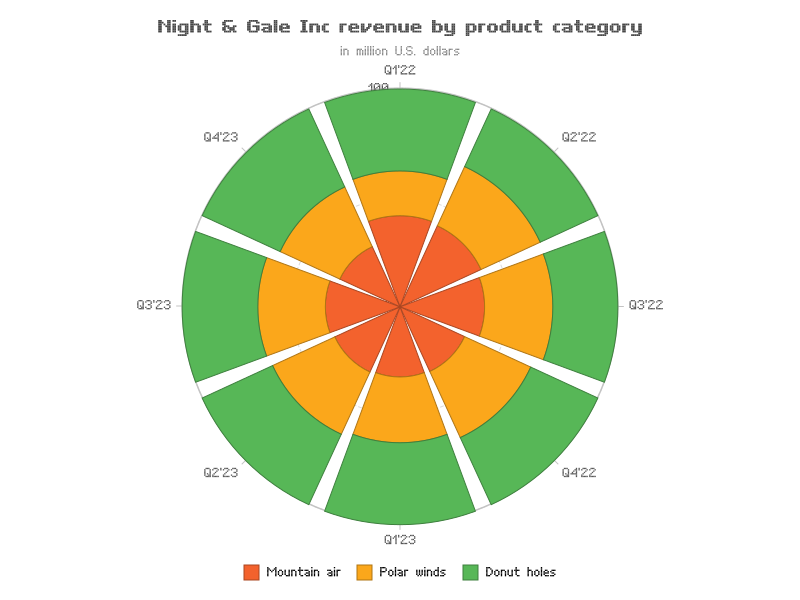 Night & Gale Inc revenue by product category
in million U.S. dollars
Q1'22
100
Q4'23
Q2'22
Q3'23
Q3'22
Q2'23
Q4'22
Q1'23
Mountain air
Polar winds
Donut holes